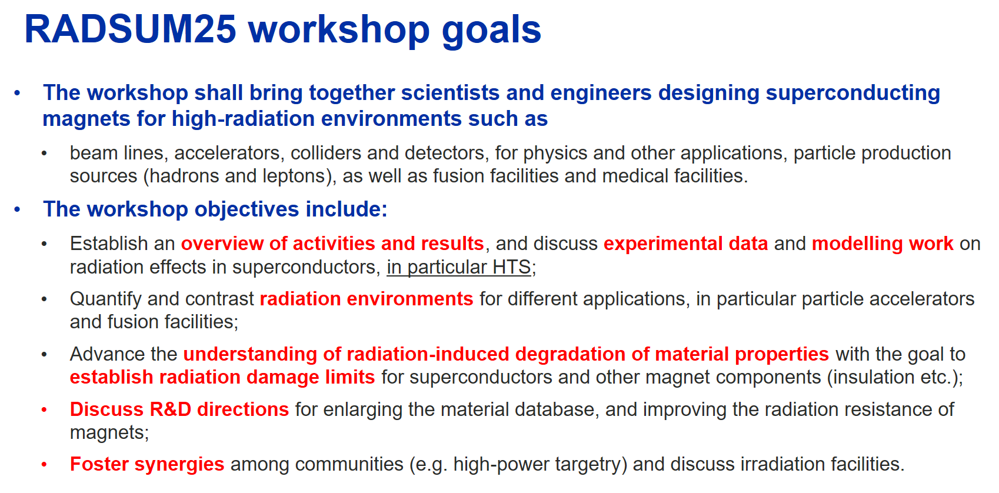 RADSUM25 workshop goals
• The workshop shall bring together scientists and engineers designing superconducting
magnets for high-radiation environments such as
• beam lines, accelerators, colliders and detectors, for physics and other applications, particle production
sources (hadrons and leptons), as well as fusion facilities and medical facilities.
• The workshop objectives include:
• Establish an overview of activities and results, and discuss experimental data and modelling work on
radiation effects in superconductors, in particular HTS;
• Quantify and contrast radiation environments for different applications, in particular particle accelerators
and fusion facilities;
• Advance the understanding of radiation-induced degradation of material properties with the goal to
establish radiation damage limits for superconductors and other magnet components (insulation etc.);
• Discuss R&D directions for enlarging the material database, and improving the radiation resistance of
magnets;
• Foster synergies among communities (e.g. high-power targetry) and discuss irradiation facilities.